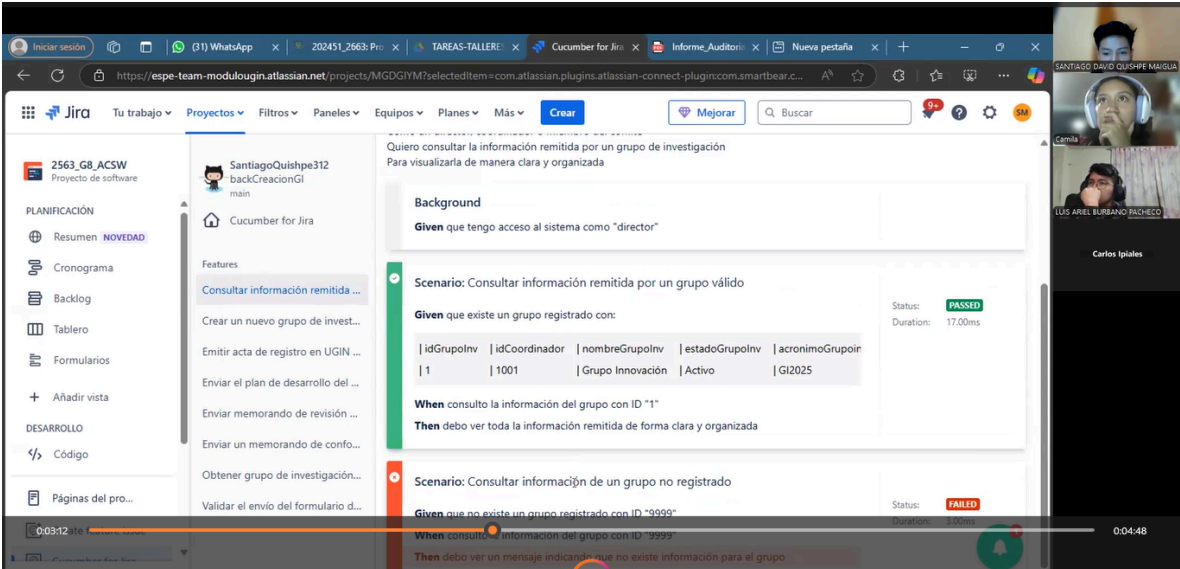 Iniciar sesión
(31) WhatsApp
202451_2663: Pro
TAREAS-TALLERES
Cucumber for Jira
Informe_Auditoria
Nueva pestaña
https://espe-team-modulougin.atlassian.net/projects/MGDGIYM?selectedItem=com.atlassian.plugins.atlassian-connect-plugin:com.smartbear.c...
SANTIAGO DAVID QUISHPE MAIGUA
Camila
LUIS ARIEL BURBANO PACHECO
Carlos Ipiales
Jira
Tu trabajo
Proyectos
Filtros
Paneles
Equipos
Planes
Más
Crear
Mejorar
Buscar
9+
SM
2563_G8_ACSW
Proyecto de software
PLANIFICACIÓN
Resumen NOVEDAD
Cronograma
Backlog
Tablero
Formularios
Añadir vista
DESARROLLO
Código
Páginas del pro...
SantiagoQuishpe312
backCreacionGI
main
Cucumber for Jira
Features
Consultar información remitida ...
Crear un nuevo grupo de invest...
Emitir acta de registro en UGIN ...
Enviar el plan de desarrollo del ...
Enviar memorando de revisión ...
Enviar un memorando de confo...
Obtener grupo de investigación...
Validar el envío del formulario d...
Quiero consultar la información remitida por un grupo de investigación
Para visualizarla de manera clara y organizada
Background
Given que tengo acceso al sistema como "director"
Scenario: Consultar información remitida por un grupo válido
Status: PASSED
Duration: 17.00ms
Given que existe un grupo registrado con:
| idGrupoInv | idCoordinador | nombreGrupoInv | estadoGrupoInv | acronimoGrupoin
| 1 | 1001 | Grupo Innovación | Activo | GI2025
When consulto la información del grupo con ID "1"
Then debo ver toda la información remitida de forma clara y organizada
Scenario: Consultar información de un grupo no registrado
Status: FAILED
Duration: 3.00ms
Given que no existe un grupo registrado con ID "9999"
When consulto la información del grupo con ID "9999"
Then debo ver un mensaje indicando que no existe información para el grupo
0:03:12
0:04:48